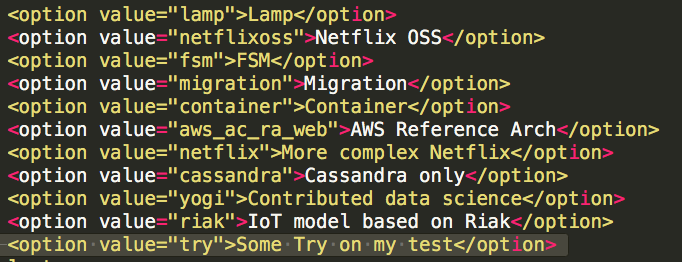 <option value="lamp">Lamp</option>
<option value="netflixoss">Netflix OSS</option>
<option value="fsm">FSM</option>
<option value="migration">Migration</option>
<option value="container">Container</option>
<option value="aws_ac_ra_web">AWS Reference Arch</option>
<option value="netflix">More complex Netflix</option>
<option value="cassandra">Cassandra only</option>
<option value="yogi">Contributed data science</option>
<option value="riak">IoT model based on Riak</option>
<option value="try">Some Try on my test</option>